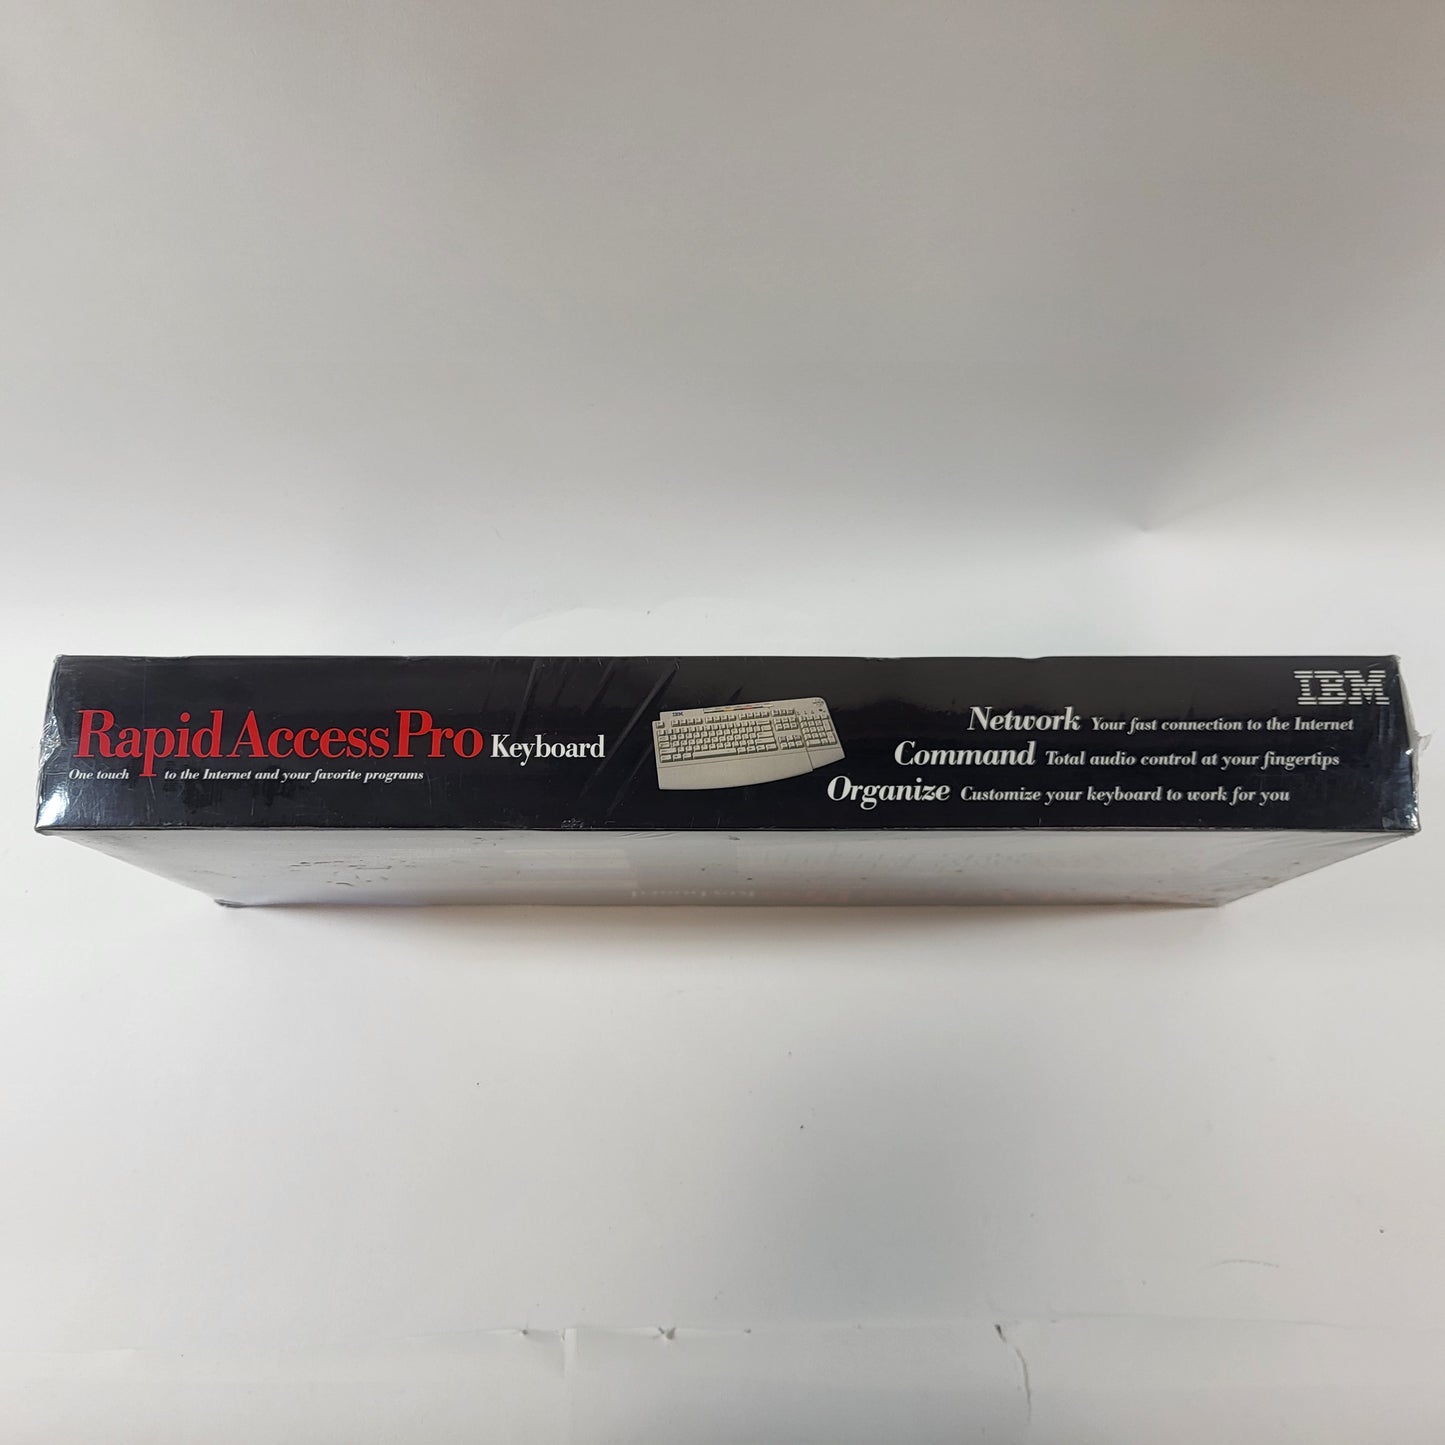 IBM
Rapid Access Pro Keyboard
One touch to the Internet and your favorite programs
IBM
Network Your fast connection to the Internet
Command Total audio control at your fingertips
Organize Customize your keyboard to work for you